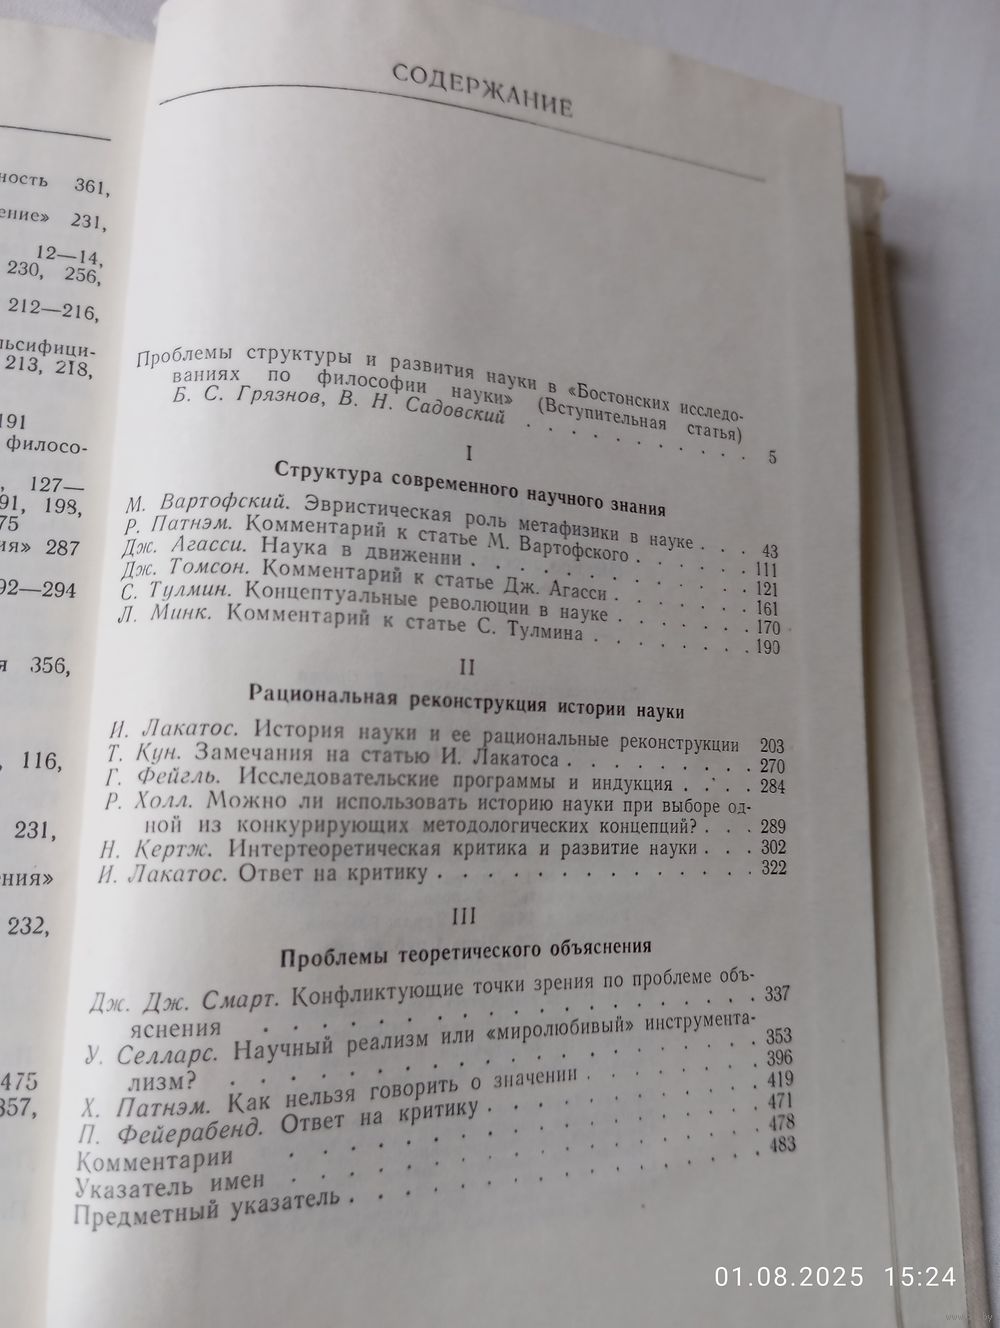 СОДЕРЖАНИЕ
ность 361,
ение» 231,
12—14,
230, 256,
212—216,
213, 218,
191
филосо-
127—
91, 198,
75
ия» 287
92—294
я 356,
116,
231,
ения»
232,
475
357,
Проблемы структуры и развития науки в «Бостонских исследо-
ваниях по философии науки» (Вступительная статья)
Б. С. Грязнов, В. Н. Садовский . . . . . . . . . . 5
I
Структура современного научного знания
М. Вартофский. Эвристическая роль метафизики в науке . . . 43
Р. Патнэм. Комментарий к статье М. Вартофского . . . . . . 111
Дж. Агасси. Наука в движении . . . . . . . . . . . . 121
Дж. Томсон. Комментарий к статье Дж. Агасси . . . . . . 161
С. Тулмин. Концептуальные революции в науке . . . . . . 170
Л. Минк. Комментарий к статье С. Тулмина . . . . . . . 190
II
Рациональная реконструкция истории науки
И. Лакатос. История науки и ее рациональные реконструкции 203
Т. Кун. Замечания на статью И. Лакатоса . . . . . . . . . 270
Г. Фейгль. Исследовательские программы и индукция . . . . 284
Р. Холл. Можно ли использовать историю науки при выборе од-
ной из конкурирующих методологических концепций? . . . 289
Н. Кертж. Интертеоретическая критика и развитие науки . . . 302
И. Лакатос. Ответ на критику . . . . . . . . . . . . . . 322
III
Проблемы теоретического объяснения
Дж. Дж. Смарт. Конфликтующие точки зрения по проблеме объ-
яснения . . . . . . . . . . . . . . . . . . 337
У. Селларс. Научный реализм или «миролюбивый» инструмента-
лизм? . . . . . . . . . . . . . . . . . . . 353
Х. Патнэм. Как нельзя говорить о значении . . . . . . . 396
П. Фейерабенд. Ответ на критику . . . . . . . . . . . 419
Комментарии . . . . . . . . . . . . . . . . . 471
Указатель имен . . . . . . . . . . . . . . . . 478
Предметный указатель . . . . . . . . . . . . . . 483
01.08.2025 15:24